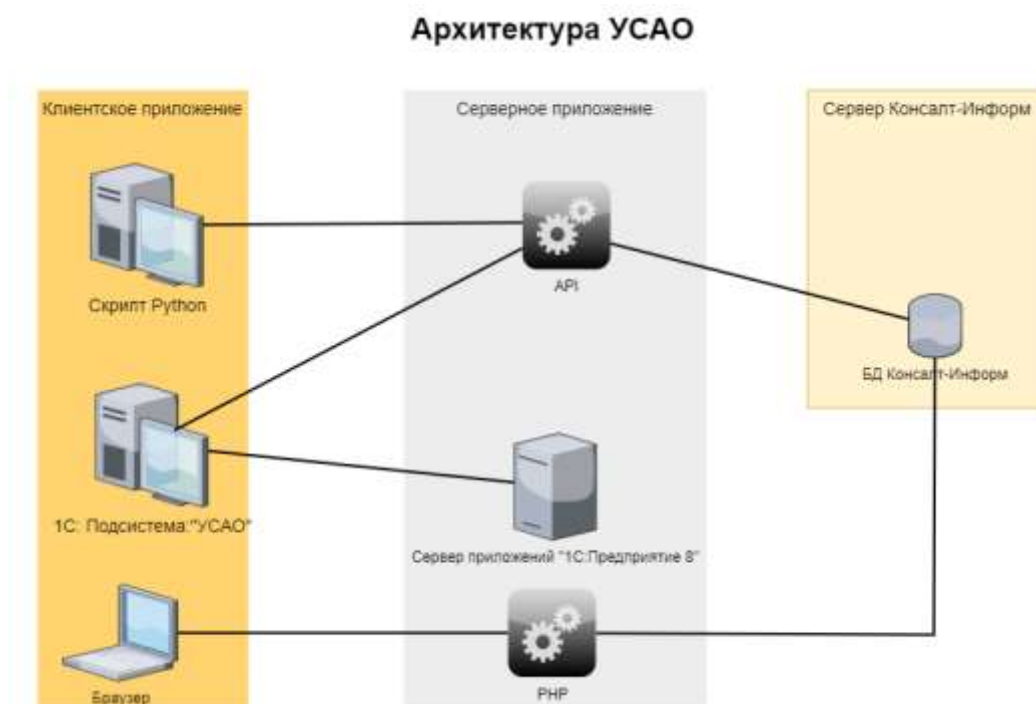 Архитектура УСАО
Клиентское приложение
Серверное приложение
Сервер Консалт-Информ
Скрипт Python
API
БД Консалт-Информ
1С: Подсистема:"УСАО"
Сервер приложений "1С:Предприятие 8"
Браузер
PHP